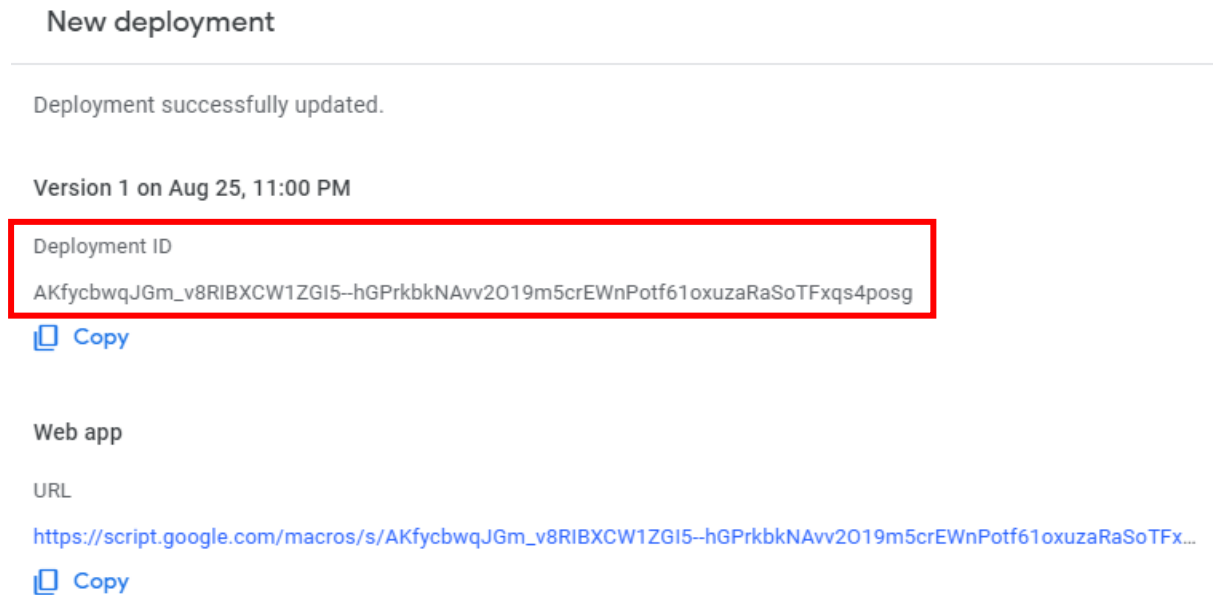 New deployment
Deployment successfully updated.
Version 1 on Aug 25, 11:00 PM
Deployment ID
AKfycbwqJGm_v8RIBXCW1ZGI5--hGPrkbkNAvv2O19m5crEWnPotf61oxuzaRaSoTFxqs4posg
Copy
Web app
URL
https://script.google.com/macros/s/AKfycbwqJGm_v8RIBXCW1ZGI5--hGPrkbkNAvv2O19m5crEWnPotf61oxuzaRaSoTFx...
Copy